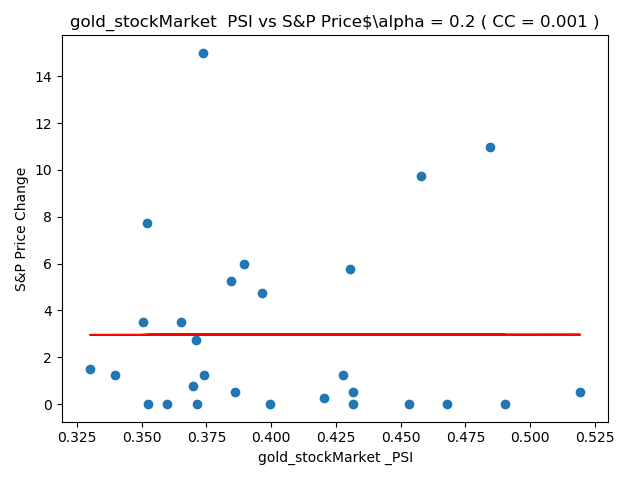 gold_stockMarket  PSI vs S&P Price$\alpha = 0.2 ( CC = 0.001 )
14
12
10
8
6
4
2
0
S&P Price Change
0.325 0.350 0.375 0.400 0.425 0.450 0.475 0.500 0.525
gold_stockMarket _PSI